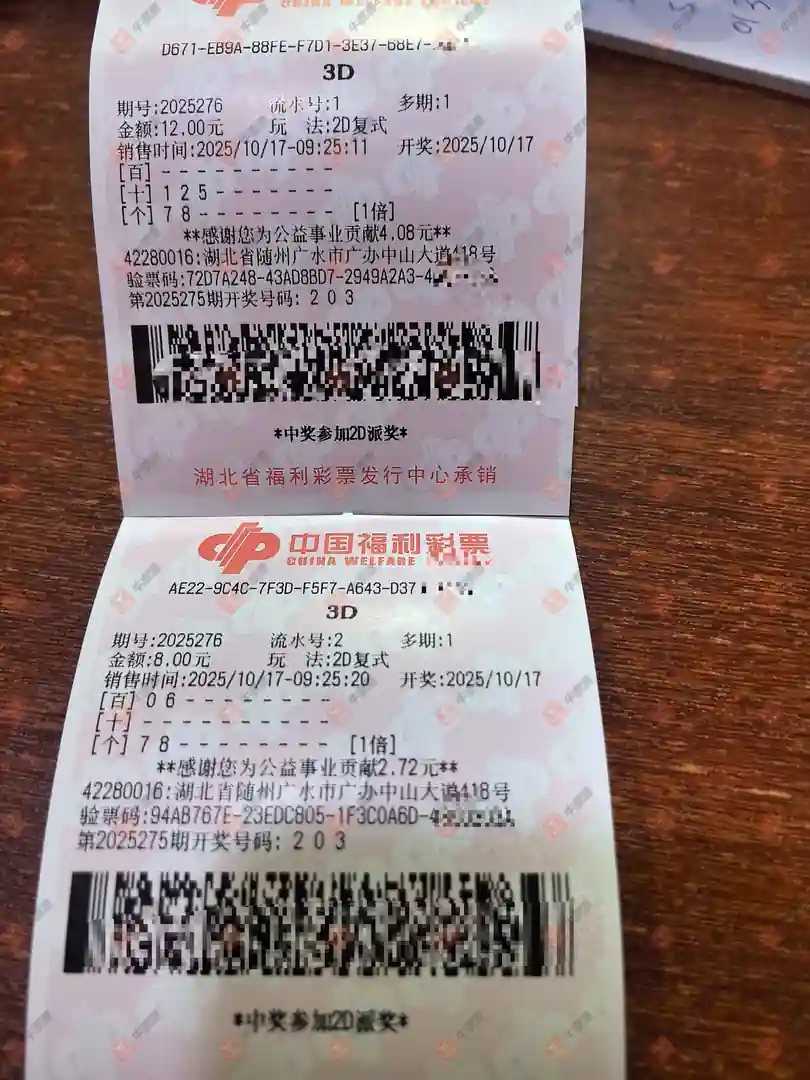 CHINA WELFARE
D671-EB9A-88FE-F7D1-3E37-68E7-
3D
期号:2025276 流水号:1 多期:1
金额:12.00元 玩 法:2D复式
销售时间:2025/10/17-09:25:11 开奖:2025/10/17
[百] - - - - - - - - - -
[十] 1 2 5 - - - - - - -
[个] 7 8 - - - - - - - - [1倍]
**感谢您为公益事业贡献4.08元**
42280016:湖北省随州广水市广办中山大道418号
验票码:72D7A248-43AD8BD7-2949A2A3-4
第2025275期开奖号码: 2 0 3
*中奖参加2D派奖*
湖北省福利彩票发行中心承销
中国福利彩票
CHINA WELFARE
AE22-9C4C-7F3D-F5F7-A643-D37
3D
期号:2025276 流水号:2 多期:1
金额:8.00元 玩 法:2D复式
销售时间:2025/10/17-09:25:20 开奖:2025/10/17
[百] 0 6 - - - - - - - -
[十] - - - - - - - - - -
[个] 7 8 - - - - - - - - [1倍]
**感谢您为公益事业贡献2.72元**
42280016:湖北省随州广水市广办中山大道418号
验票码:94AB767E-23EDC805-1F3C0A6D-4
第2025275期开奖号码: 2 0 3
*中奖参加2D派奖*